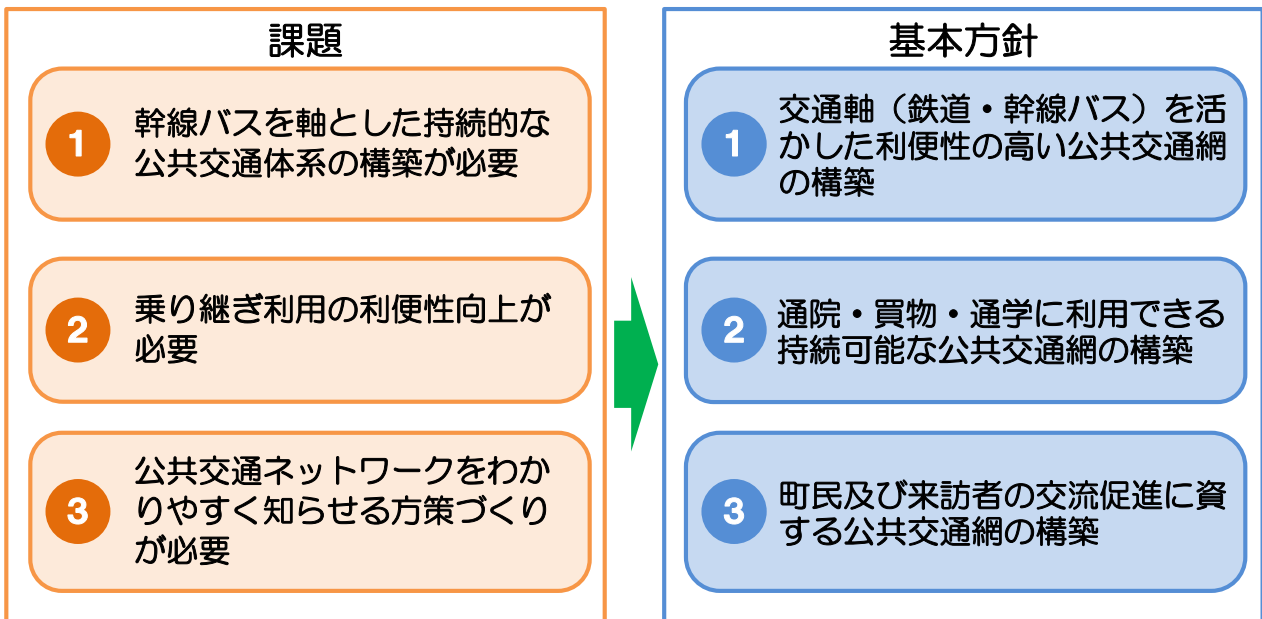 課題
1
幹線バスを軸とした持続的な
公共交通体系の構築が必要
2
乗り継ぎ利用の利便性向上が
必要
3
公共交通ネットワークをわか
りやすく知らせる方策づくり
が必要
基本方針
1
交通軸（鉄道・幹線バス）を活
かした利便性の高い公共交通網
の構築
2
通院・買物・通学に利用できる
持続可能な公共交通網の構築
3
町民及び来訪者の交流促進に資
する公共交通網の構築